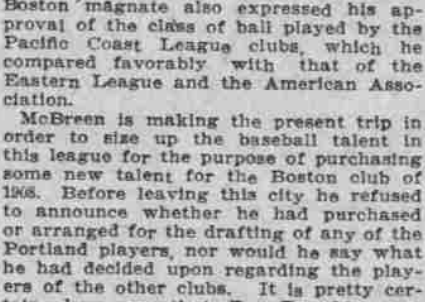 Boston magnate also expressed his ap-
proval of the class of ball played by the
Pacific Coast League clubs, which he
compared favorably with that of the
Eastern League and the American Asso-
ciation.
McBreen is making the present trip in
order to size up the baseball talent in
this league for the purpose of purchasing
some new talent for the Boston club of
1908. Before leaving this city he refused
to announce whether he had purchased
or arranged for the drafting of any of the
Portland players, nor would he say what
he had decided upon regarding the play-
ers of the other clubs. It is pretty cer-